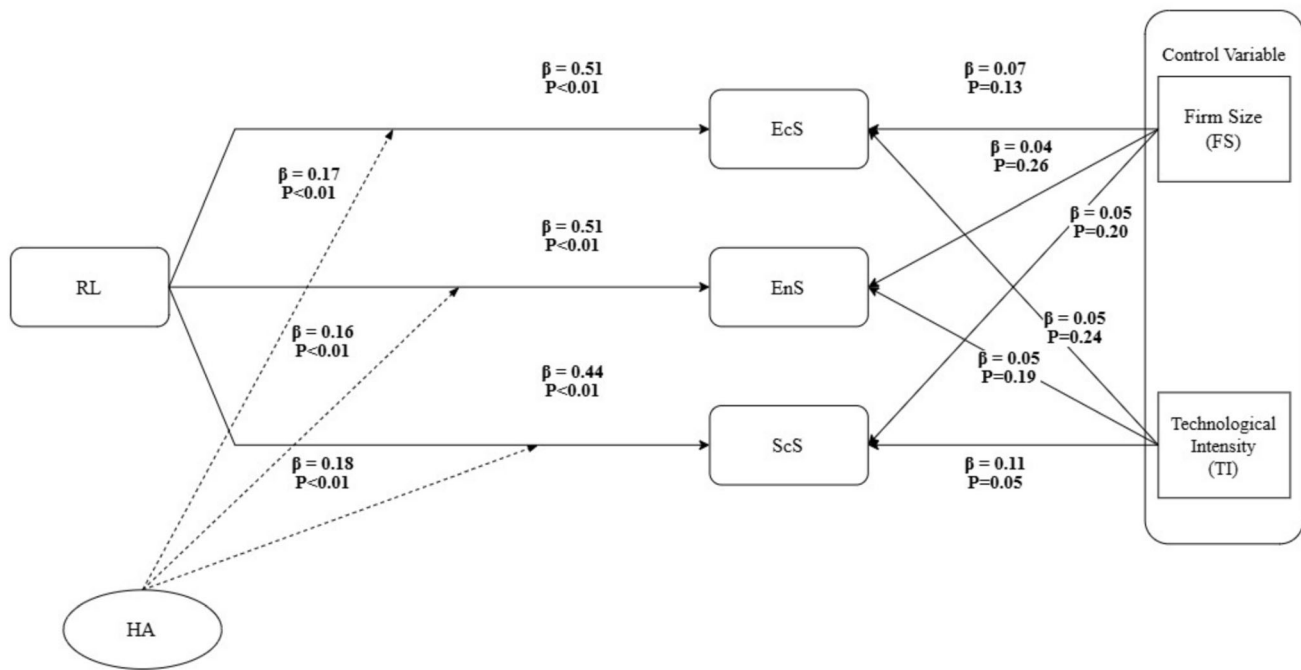 Control Variable
β = 0.51
P<0.01
β = 0.07
P=0.13
EcS
Firm Size
(FS)
β = 0.17
P<0.01
β = 0.04
P=0.26
β = 0.05
P=0.20
β = 0.51
P<0.01
RL
EnS
β = 0.16
P<0.01
β = 0.05
P=0.24
β = 0.05
P=0.19
β = 0.44
P<0.01
ScS
Technological
Intensity
(TI)
β = 0.18
P<0.01
β = 0.11
P=0.05
HA